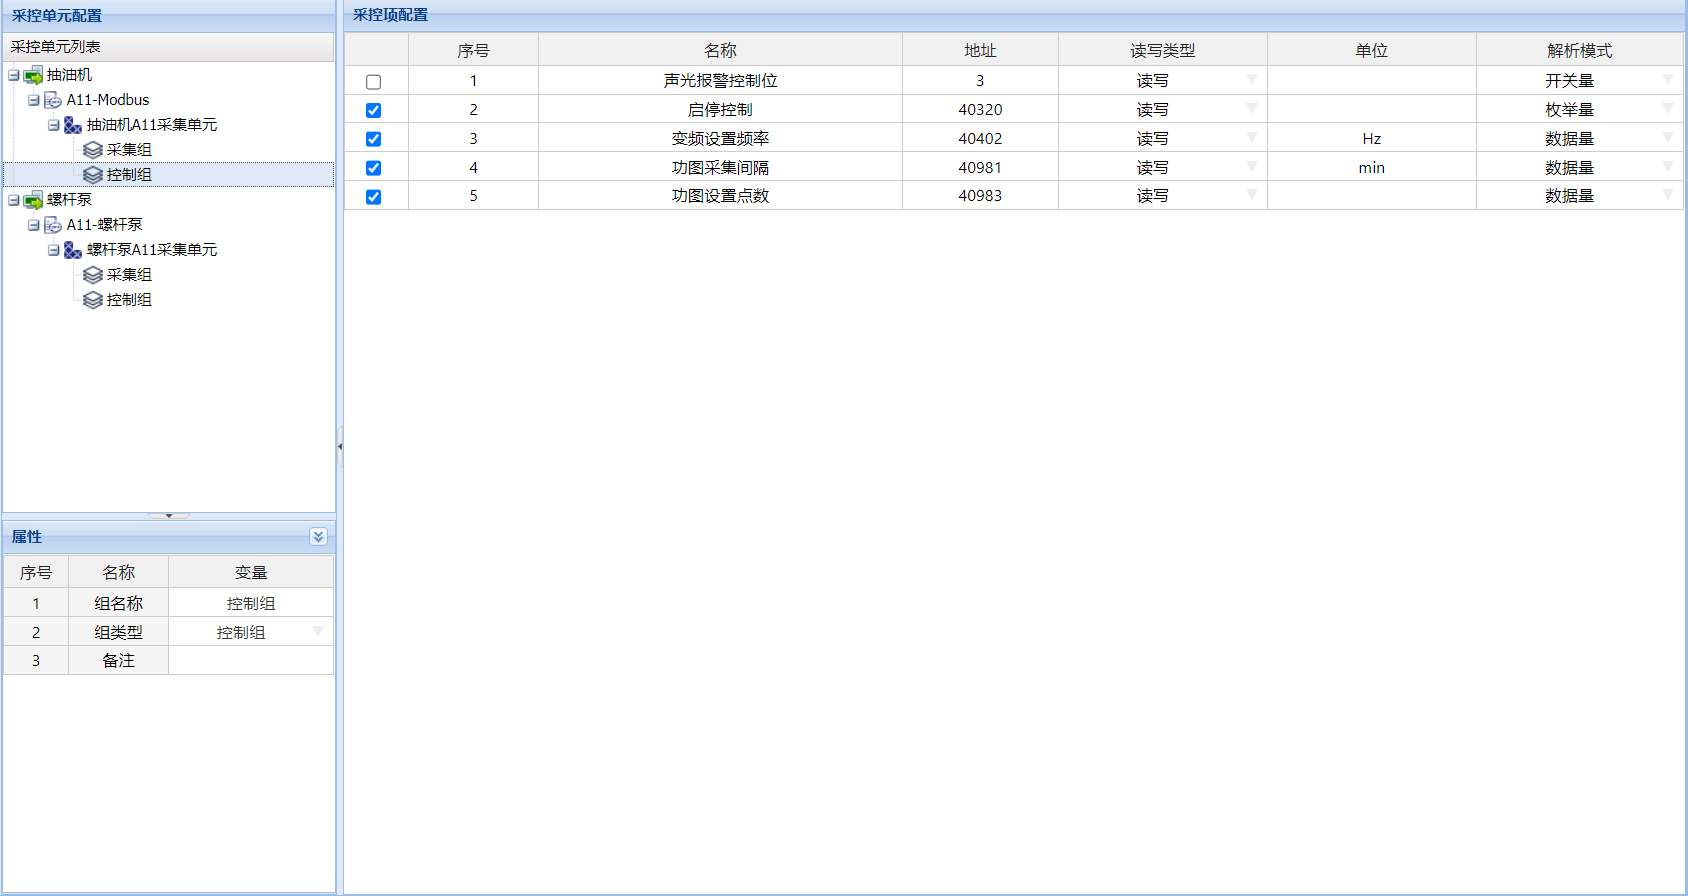 采控单元配置
采控单元列表
抽油机
A11-Modbus
抽油机A11采集单元
采集组
控制组
螺杆泵
A11-螺杆泵
螺杆泵A11采集单元
采集组
控制组
属性
序号 名称 变量
1 组名称 控制组
2 组类型 控制组
3 备注
采控项配置
序号 名称 地址 读写类型 单位 解析模式
1 声光报警控制位 3 读写 开关量
2 启停控制 40320 读写 枚举量
3 变频设置频率 40402 读写 Hz 数据量
4 功图采集间隔 40981 读写 min 数据量
5 功图设置点数 40983 读写 数据量